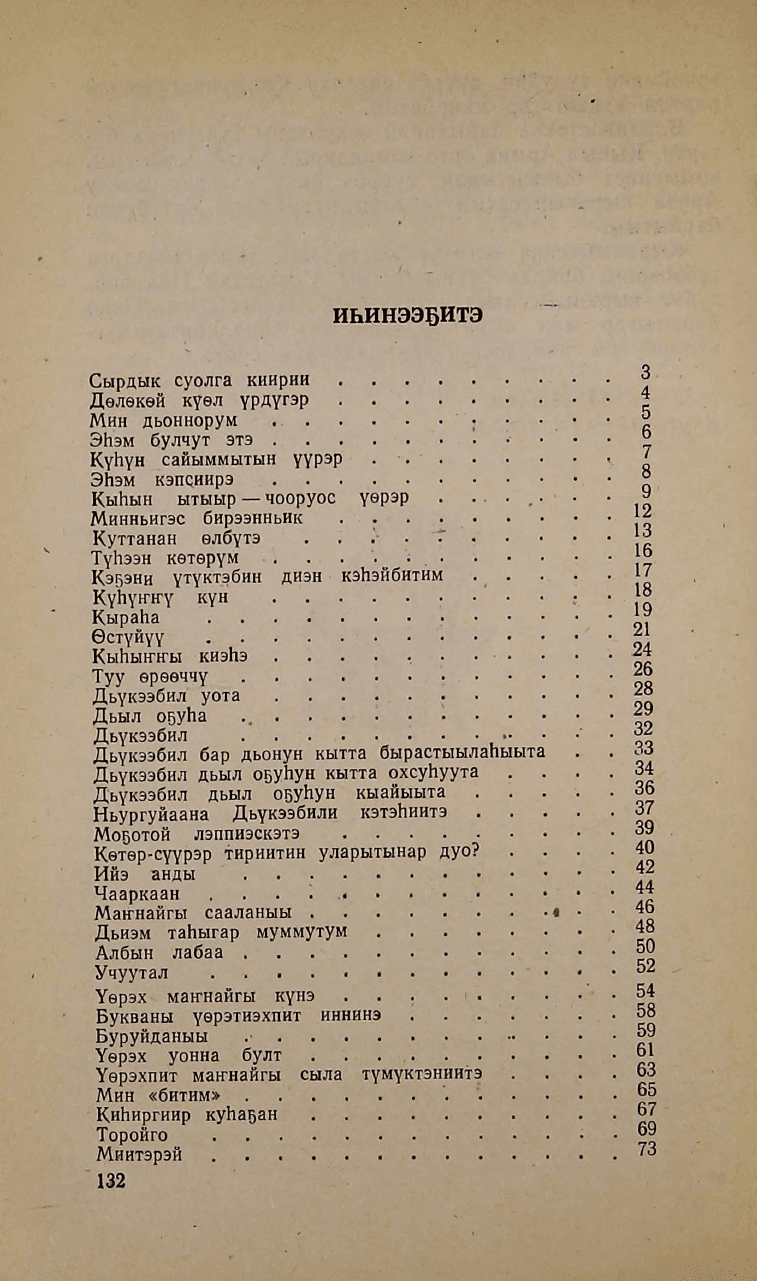 ИҺИНЭЭҔИТЭ
Сырдык суолга киирии . . . . . . . . . 3
Дөлөкөй күөл үрдүгэр . . . . . . . . . 4
Мин дьоннорум . . . . . . . . . . . 5
Эһэм булчут этэ . . . . . . . . . . . 6
Күһүн сайыммытын үүрэр . . . . . . . . 7
Эһэм кэпсиирэ . . . . . . . . . . . 8
Кыһын ытыыр — чооруос үөрэр . . . . . . 9
Минньигэс бирээнньик . . . . . . . . . 12
Куттанан өлбүтэ . . . . . . . . . . 13
Түһээн көтөрүм . . . . . . . . . . . 16
Кэҕэни үтүктэбин диэн кэһэйбитим . . . . . 17
Күһүҥҥү күн . . . . . . . . . . . 18
Кыраһа . . . . . . . . . . . . . 19
Өстүйүү . . . . . . . . . . . . . 21
Кыһыҥҥы киэһэ . . . . . . . . . . . 24
Туу өрөөччү . . . . . . . . . . . . 26
Дьүкээбил уота . . . . . . . . . . . 28
Дьыл оҕуһа . . . . . . . . . . . . 29
Дьүкээбил . . . . . . . . . . . . 32
Дьүкээбил бар дьонун кытта бырастыылаһыыта . . 33
Дьүкээбил дьыл оҕуһун кытта охсуһуута . . . . 34
Дьүкээбил дьыл оҕуһун кыайыыта . . . . . 36
Ньургуйаана Дьүкээбили кэтэһиитэ . . . . . 37
Моҕотой лэппиэскэтэ . . . . . . . . . 39
Көтөр-сүүрэр тириитин уларытынар дуо? . . . . 40
Ийэ анды . . . . . . . . . . . . 42
Чааркаан . . . . . . . . . . . . . 44
Маҥнайгы сааланыы . . . . . . . . . . 46
Дьиэм таһыгар муммутум . . . . . . . . 48
Албын лабаа . . . . . . . . . . . . 50
Учуутал . . . . . . . . . . . . . 52
Үөрэх маҥнайгы күнэ . . . . . . . . . 54
Букваны үөрэтиэхпит иннинэ . . . . . . . 58
Буруйданыы . . . . . . . . . . . . 59
Үөрэх уонна булт . . . . . . . . . . 61
Үөрэхпит маҥнайгы сыла түмүктэниитэ . . . . 63
Мин «битим» . . . . . . . . . . . . 65
Киһиргиир куһаҕан . . . . . . . . . . 67
Торойго . . . . . . . . . . . . . 69
Миитэрэй . . . . . . . . . . . . . 73
132